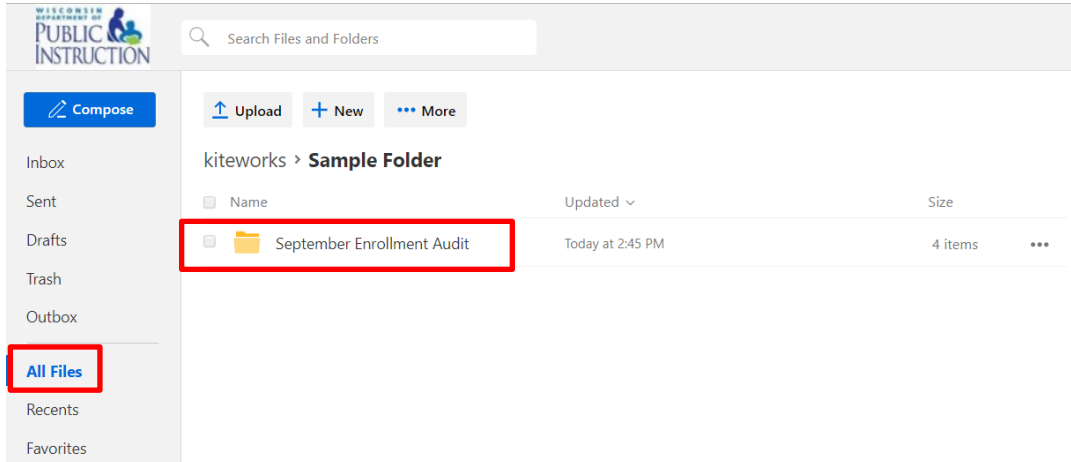 WISCONSIN
DEPARTMENT OF
PUBLIC
INSTRUCTION
Search Files and Folders
Compose
Inbox
Sent
Drafts
Trash
Outbox
All Files
Recents
Favorites
Upload
New
More
kiteworks > Sample Folder
Name Updated Size
September Enrollment Audit Today at 2:45 PM 4 items